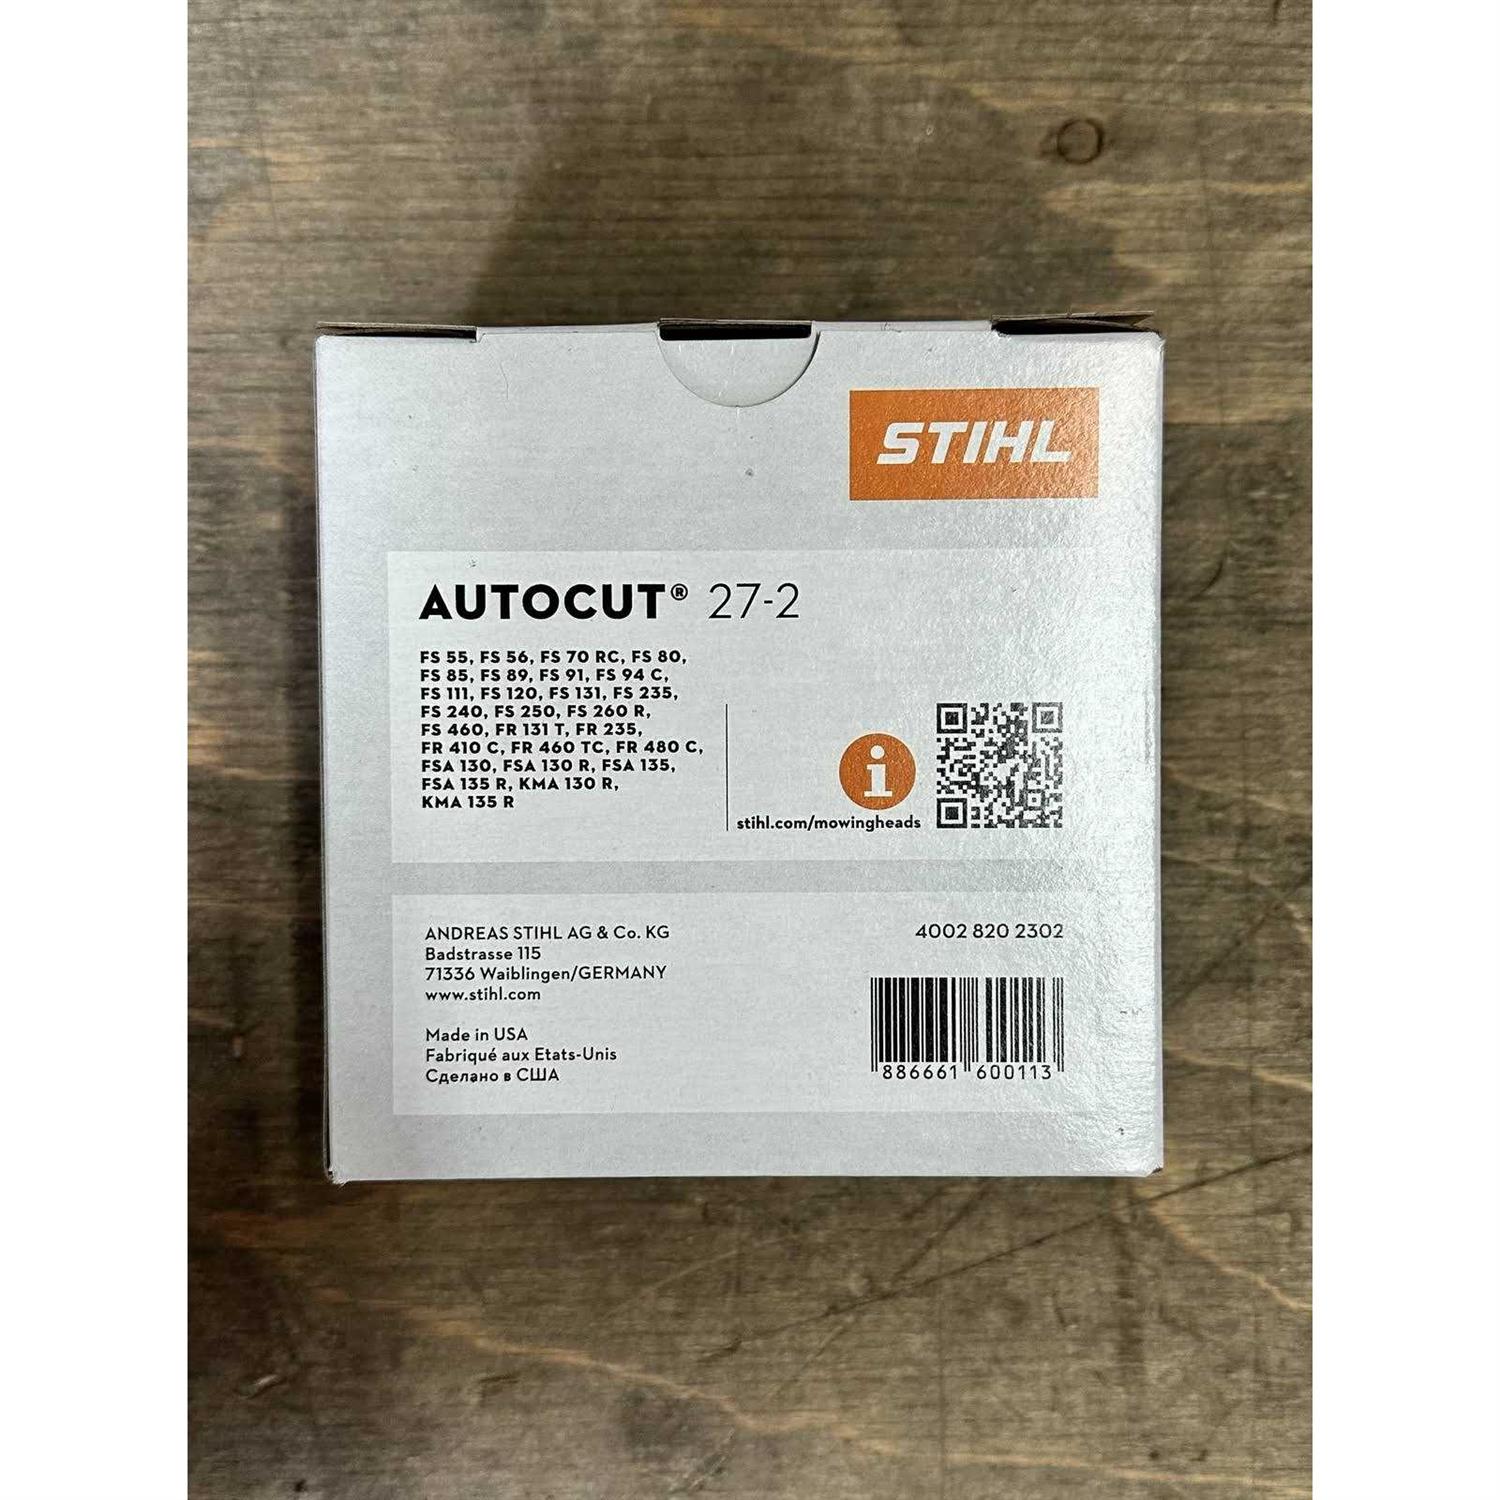 STIHL
AUTOCUT® 27-2
FS 55, FS 56, FS 70 RC, FS 80,
FS 85, FS 89, FS 91, FS 94 C,
FS 111, FS 120, FS 131, FS 235,
FS 240, FS 250, FS 260 R,
FS 460, FR 131 T, FR 235,
FR 410 C, FR 460 TC, FR 480 C,
FSA 130, FSA 130 R, FSA 135,
FSA 135 R, KMA 130 R,
KMA 135 R
i
stihl.com/mowingheads
ANDREAS STIHL AG & Co. KG
Badstrasse 115
71336 Waiblingen/GERMANY
www.stihl.com
Made in USA
Fabriqué aux Etats-Unis
Сделано в США
4002 820 2302
886661 600113